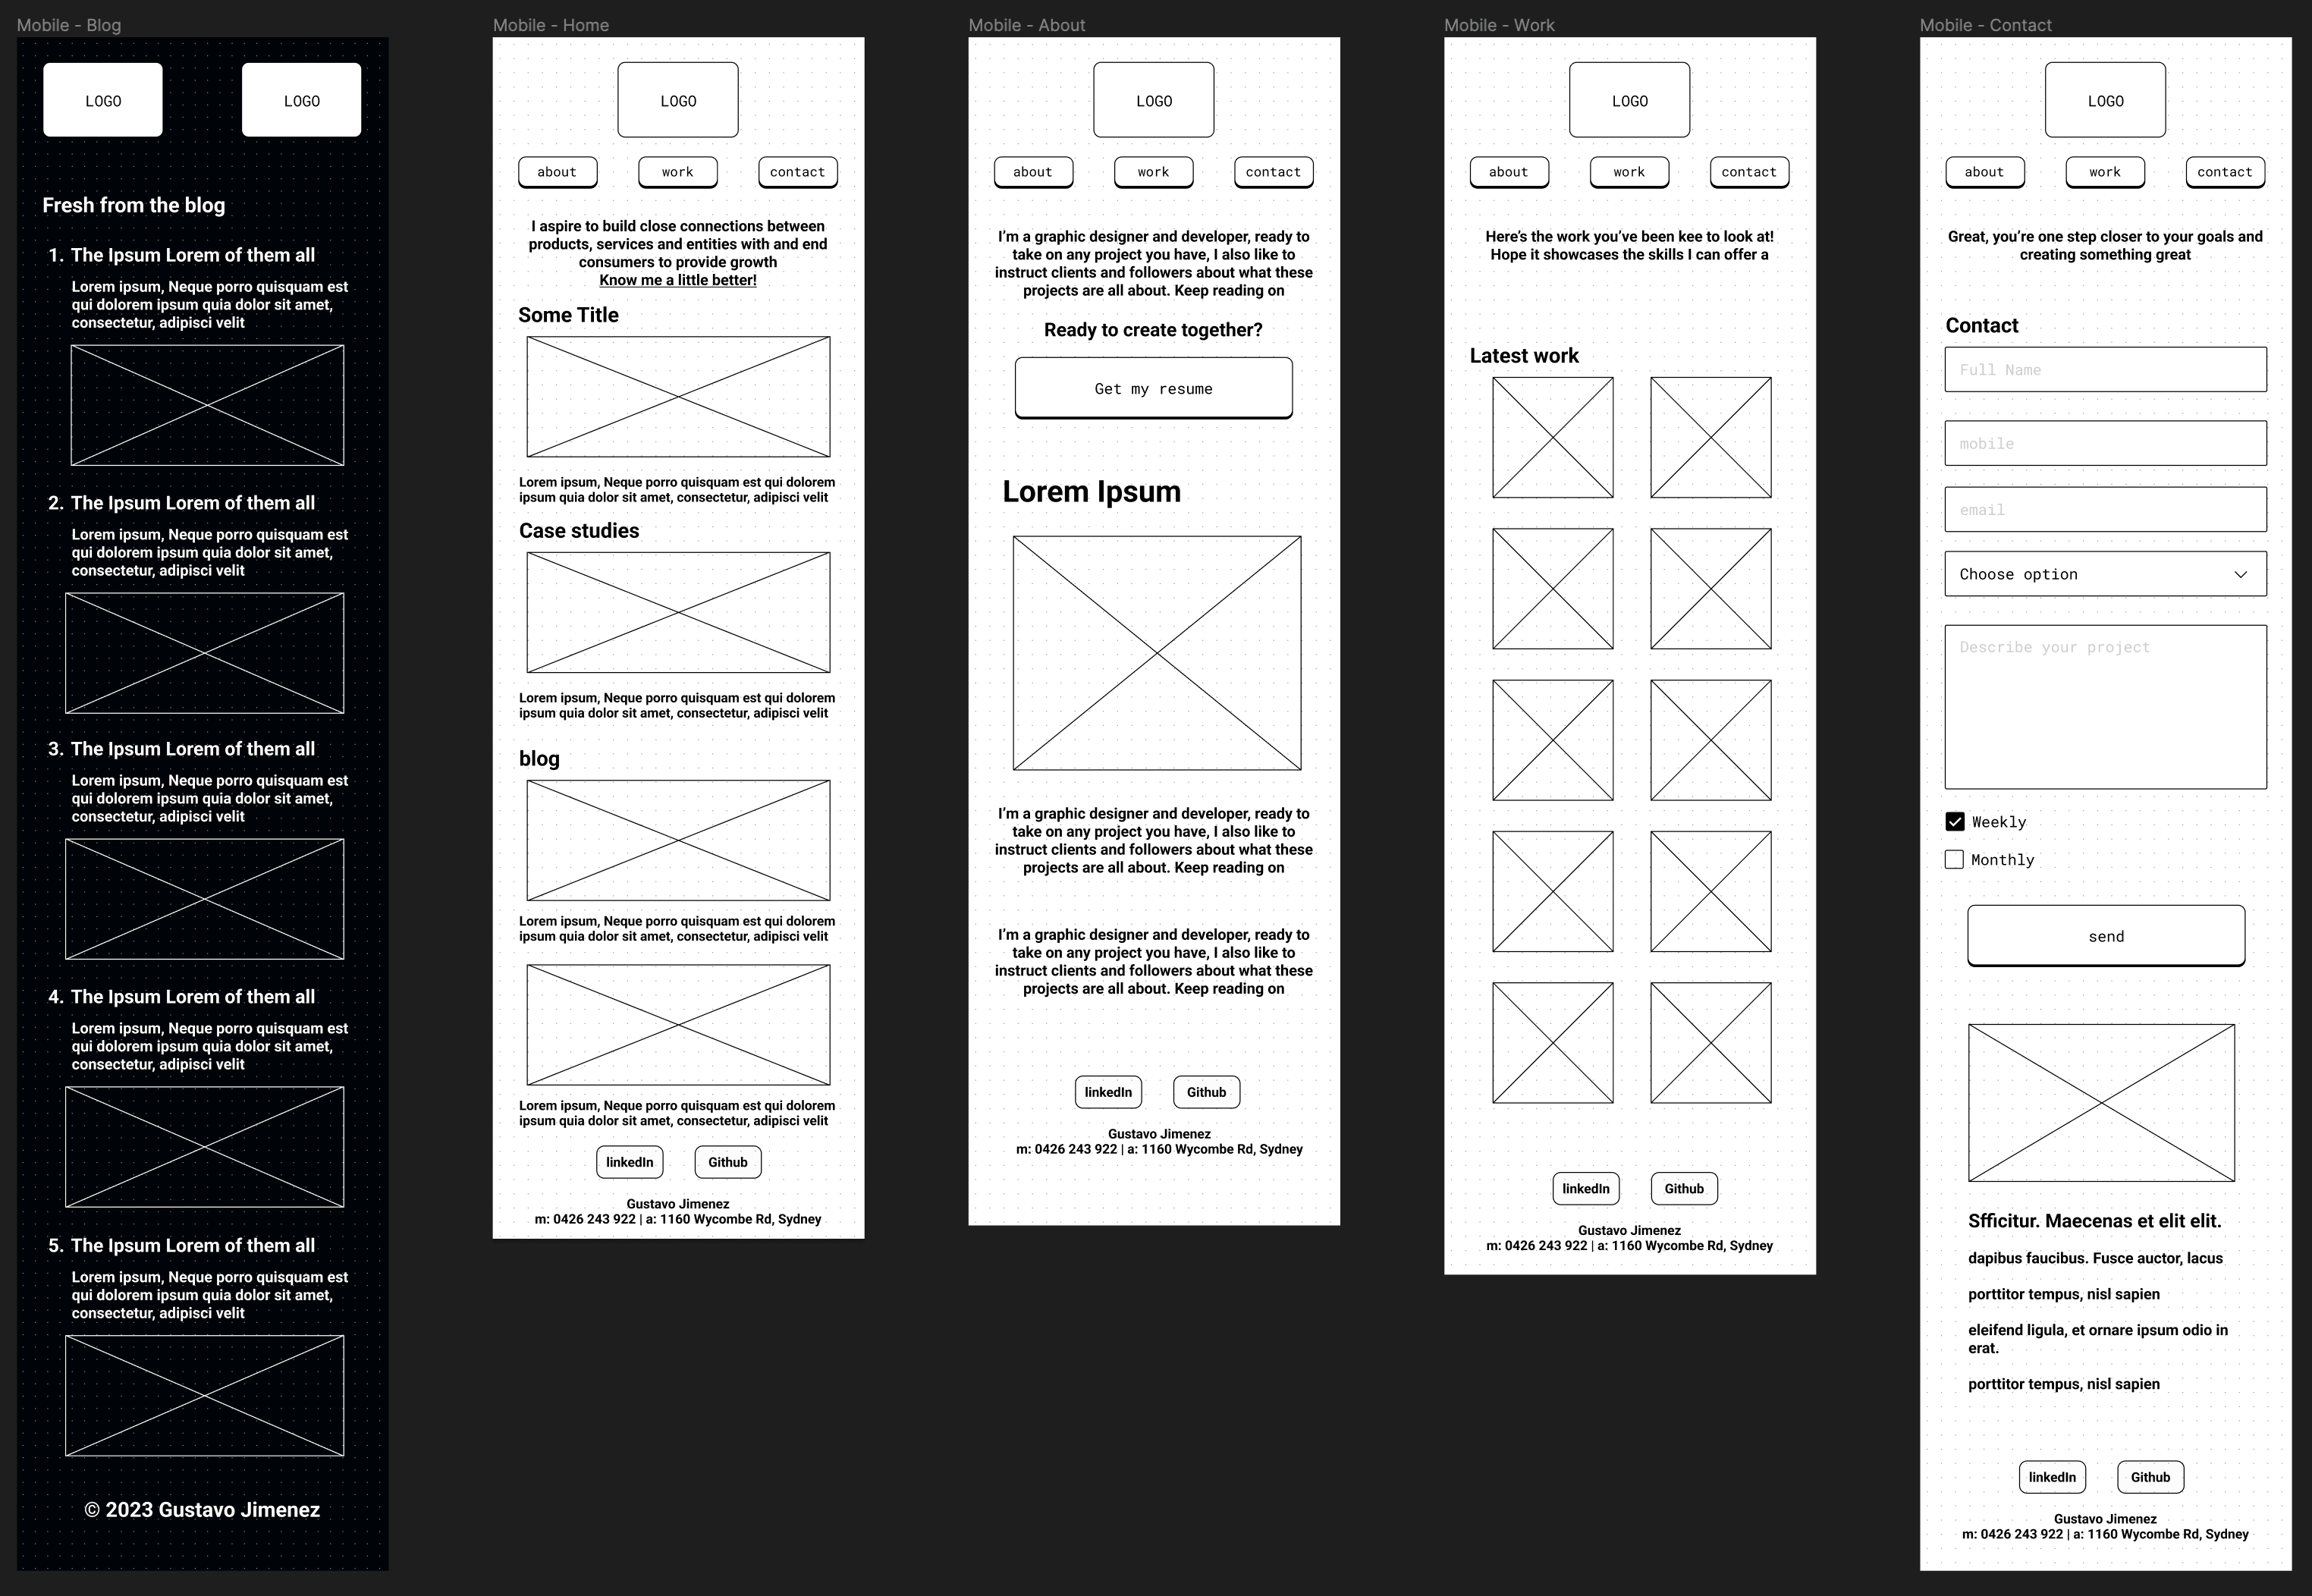 Mobile - Blog
LOGO
LOGO
Fresh from the blog
1. The Ipsum Lorem of them all
Lorem ipsum, Neque porro quisquam est
qui dolorem ipsum quia dolor sit amet,
consectetur, adipisci velit
2. The Ipsum Lorem of them all
Lorem ipsum, Neque porro quisquam est
qui dolorem ipsum quia dolor sit amet,
consectetur, adipisci velit
3. The Ipsum Lorem of them all
Lorem ipsum, Neque porro quisquam est
qui dolorem ipsum quia dolor sit amet,
consectetur, adipisci velit
4. The Ipsum Lorem of them all
Lorem ipsum, Neque porro quisquam est
qui dolorem ipsum quia dolor sit amet,
consectetur, adipisci velit
5. The Ipsum Lorem of them all
Lorem ipsum, Neque porro quisquam est
qui dolorem ipsum quia dolor sit amet,
consectetur, adipisci velit
© 2023 Gustavo Jimenez
Mobile - Home
LOGO
about
work
contact
I aspire to build close connections between
products, services and entities with and end
consumers to provide growth
Know me a little better!
Some Title
Lorem ipsum, Neque porro quisquam est qui dolorem
ipsum quia dolor sit amet, consectetur, adipisci velit
Case studies
Lorem ipsum, Neque porro quisquam est qui dolorem
ipsum quia dolor sit amet, consectetur, adipisci velit
blog
Lorem ipsum, Neque porro quisquam est qui dolorem
ipsum quia dolor sit amet, consectetur, adipisci velit
Lorem ipsum, Neque porro quisquam est qui dolorem
ipsum quia dolor sit amet, consectetur, adipisci velit
linkedIn
Github
Gustavo Jimenez
m: 0426 243 922 | a: 1160 Wycombe Rd, Sydney
Mobile - About
LOGO
about
work
contact
I'm a graphic designer and developer, ready to
take on any project you have, I also like to
instruct clients and followers about what these
projects are all about. Keep reading on
Ready to create together?
Get my resume
Lorem Ipsum
I'm a graphic designer and developer, ready to
take on any project you have, I also like to
instruct clients and followers about what these
projects are all about. Keep reading on
I'm a graphic designer and developer, ready to
take on any project you have, I also like to
instruct clients and followers about what these
projects are all about. Keep reading on
linkedIn
Github
Gustavo Jimenez
m: 0426 243 922 | a: 1160 Wycombe Rd, Sydney
Mobile - Work
LOGO
about
work
contact
Here's the work you've been kee to look at!
Hope it showcases the skills I can offer a
Latest work
linkedIn
Github
Gustavo Jimenez
m: 0426 243 922 | a: 1160 Wycombe Rd, Sydney
Mobile - Contact
LOGO
about
work
contact
Great, you're one step closer to your goals and
creating something great
Contact
Full Name
mobile
email
Choose option
Describe your project
Weekly
Monthly
send
Sfficitur. Maecenas et elit elit.
dapibus faucibus. Fusce auctor, lacus
porttitor tempus, nisl sapien
eleifend ligula, et ornare ipsum odio in
erat.
porttitor tempus, nisl sapien
linkedIn
Github
Gustavo Jimenez
m: 0426 243 922 | a: 1160 Wycombe Rd, Sydney